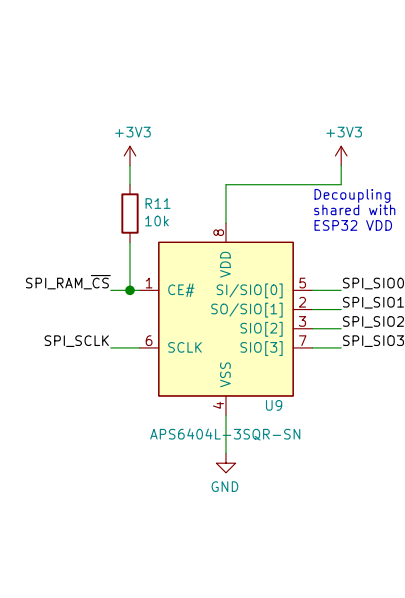 +3V3
+3V3
R11
10k
Decoupling
shared with
ESP32 VDD
8
VDD
SPI_RAM_C̅S̅
1
CE#
SI/SIO[0]
5
SPI_SIO0
SO/SIO[1]
2
SPI_SIO1
SIO[2]
3
SPI_SIO2
SPI_SCLK
6
SCLK
SIO[3]
7
SPI_SIO3
VSS
4
U9
APS6404L-3SQR-SN
GND